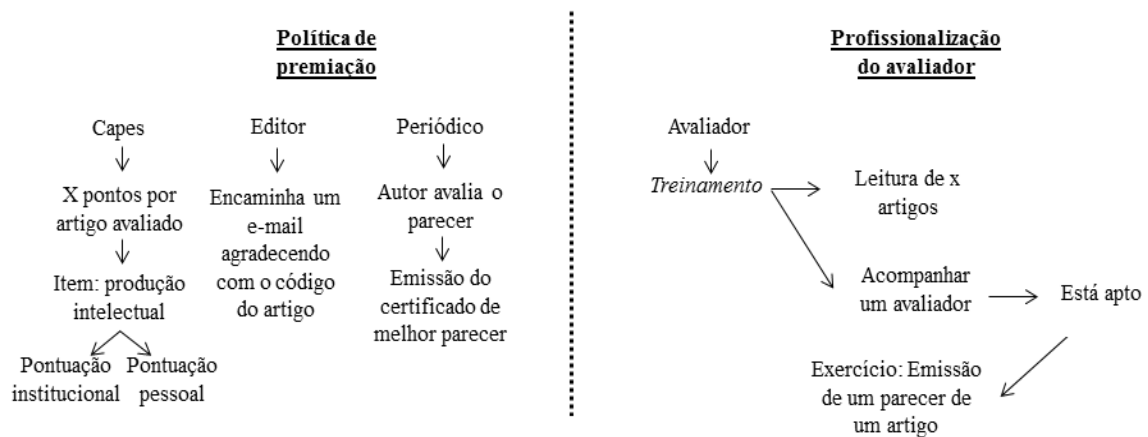 Política de
premiação
Capes
X pontos por
artigo avaliado
Item: produção
intelectual
Pontuação
institucional
Pontuação
pessoal
Editor
Encaminha um
e-mail
agradecendo
com o código
do artigo
Periódico
Autor avalia o
parecer
Emissão do
certificado de
melhor parecer
Profissionalização
do avaliador
Avaliador
Treinamento
Leitura de x
artigos
Acompanhar
um avaliador
Está apto
Exercício: Emissão
de um parecer de
um artigo